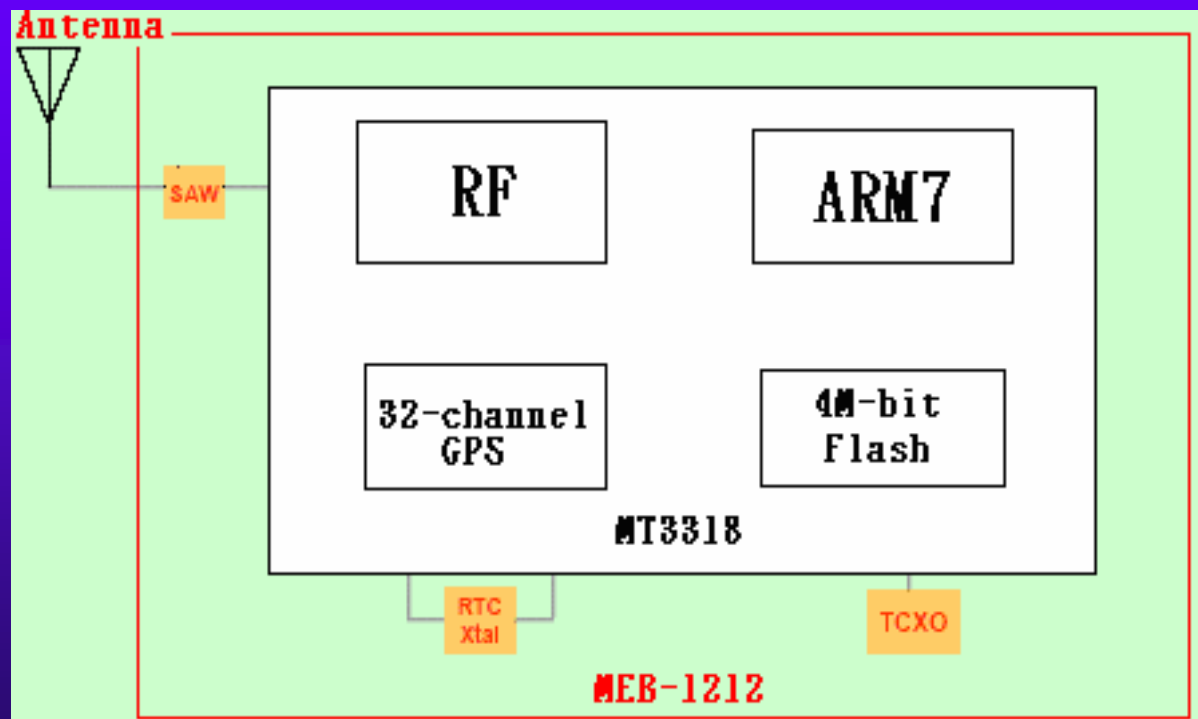 Antenna
SAW
RF
ARM7
32-channel
GPS
4M-bit
Flash
MT3318
RTC
Xtal
TCXO
MEB-1212